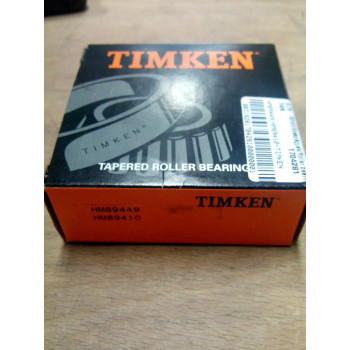 TIMKEN®
TIMKEN®
TAPERED ROLLER BEARING
TIMKEN
HM89449
HM89410